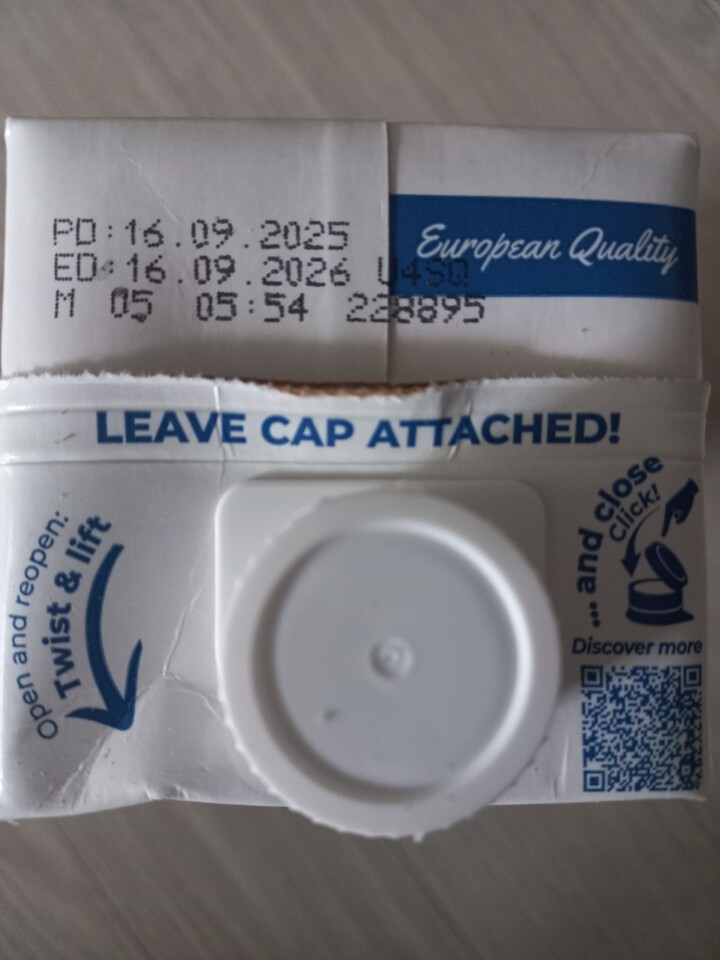 PD:16.09.2025
ED:16.09.2026 U4SQ
M 05 05:54 228895
European Quality
LEAVE CAP ATTACHED!
Open and reopen:
Twist & lift
... and close
Click!
Discover more